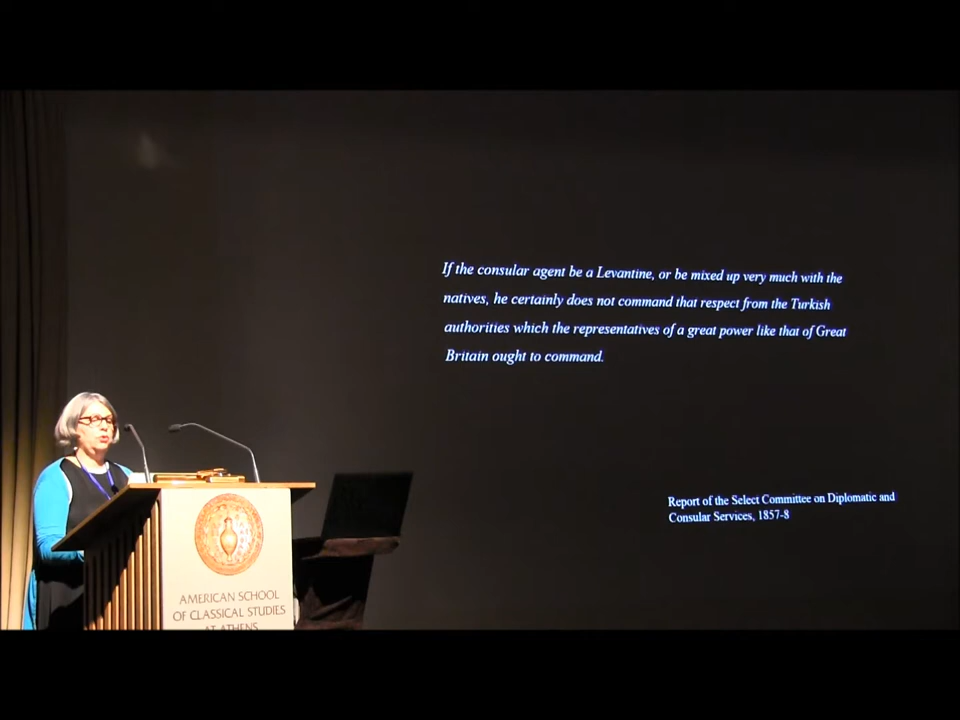 If the consular agent be a Levantine, or be mixed up very much with the
natives, he certainly does not command that respect from the Turkish
authorities which the representatives of a great power like that of Great
Britain ought to command.
Report of the Select Committee on Diplomatic and
Consular Services, 1857-8
AMERICAN SCHOOL
OF CLASSICAL STUDIES
AT ATHENS